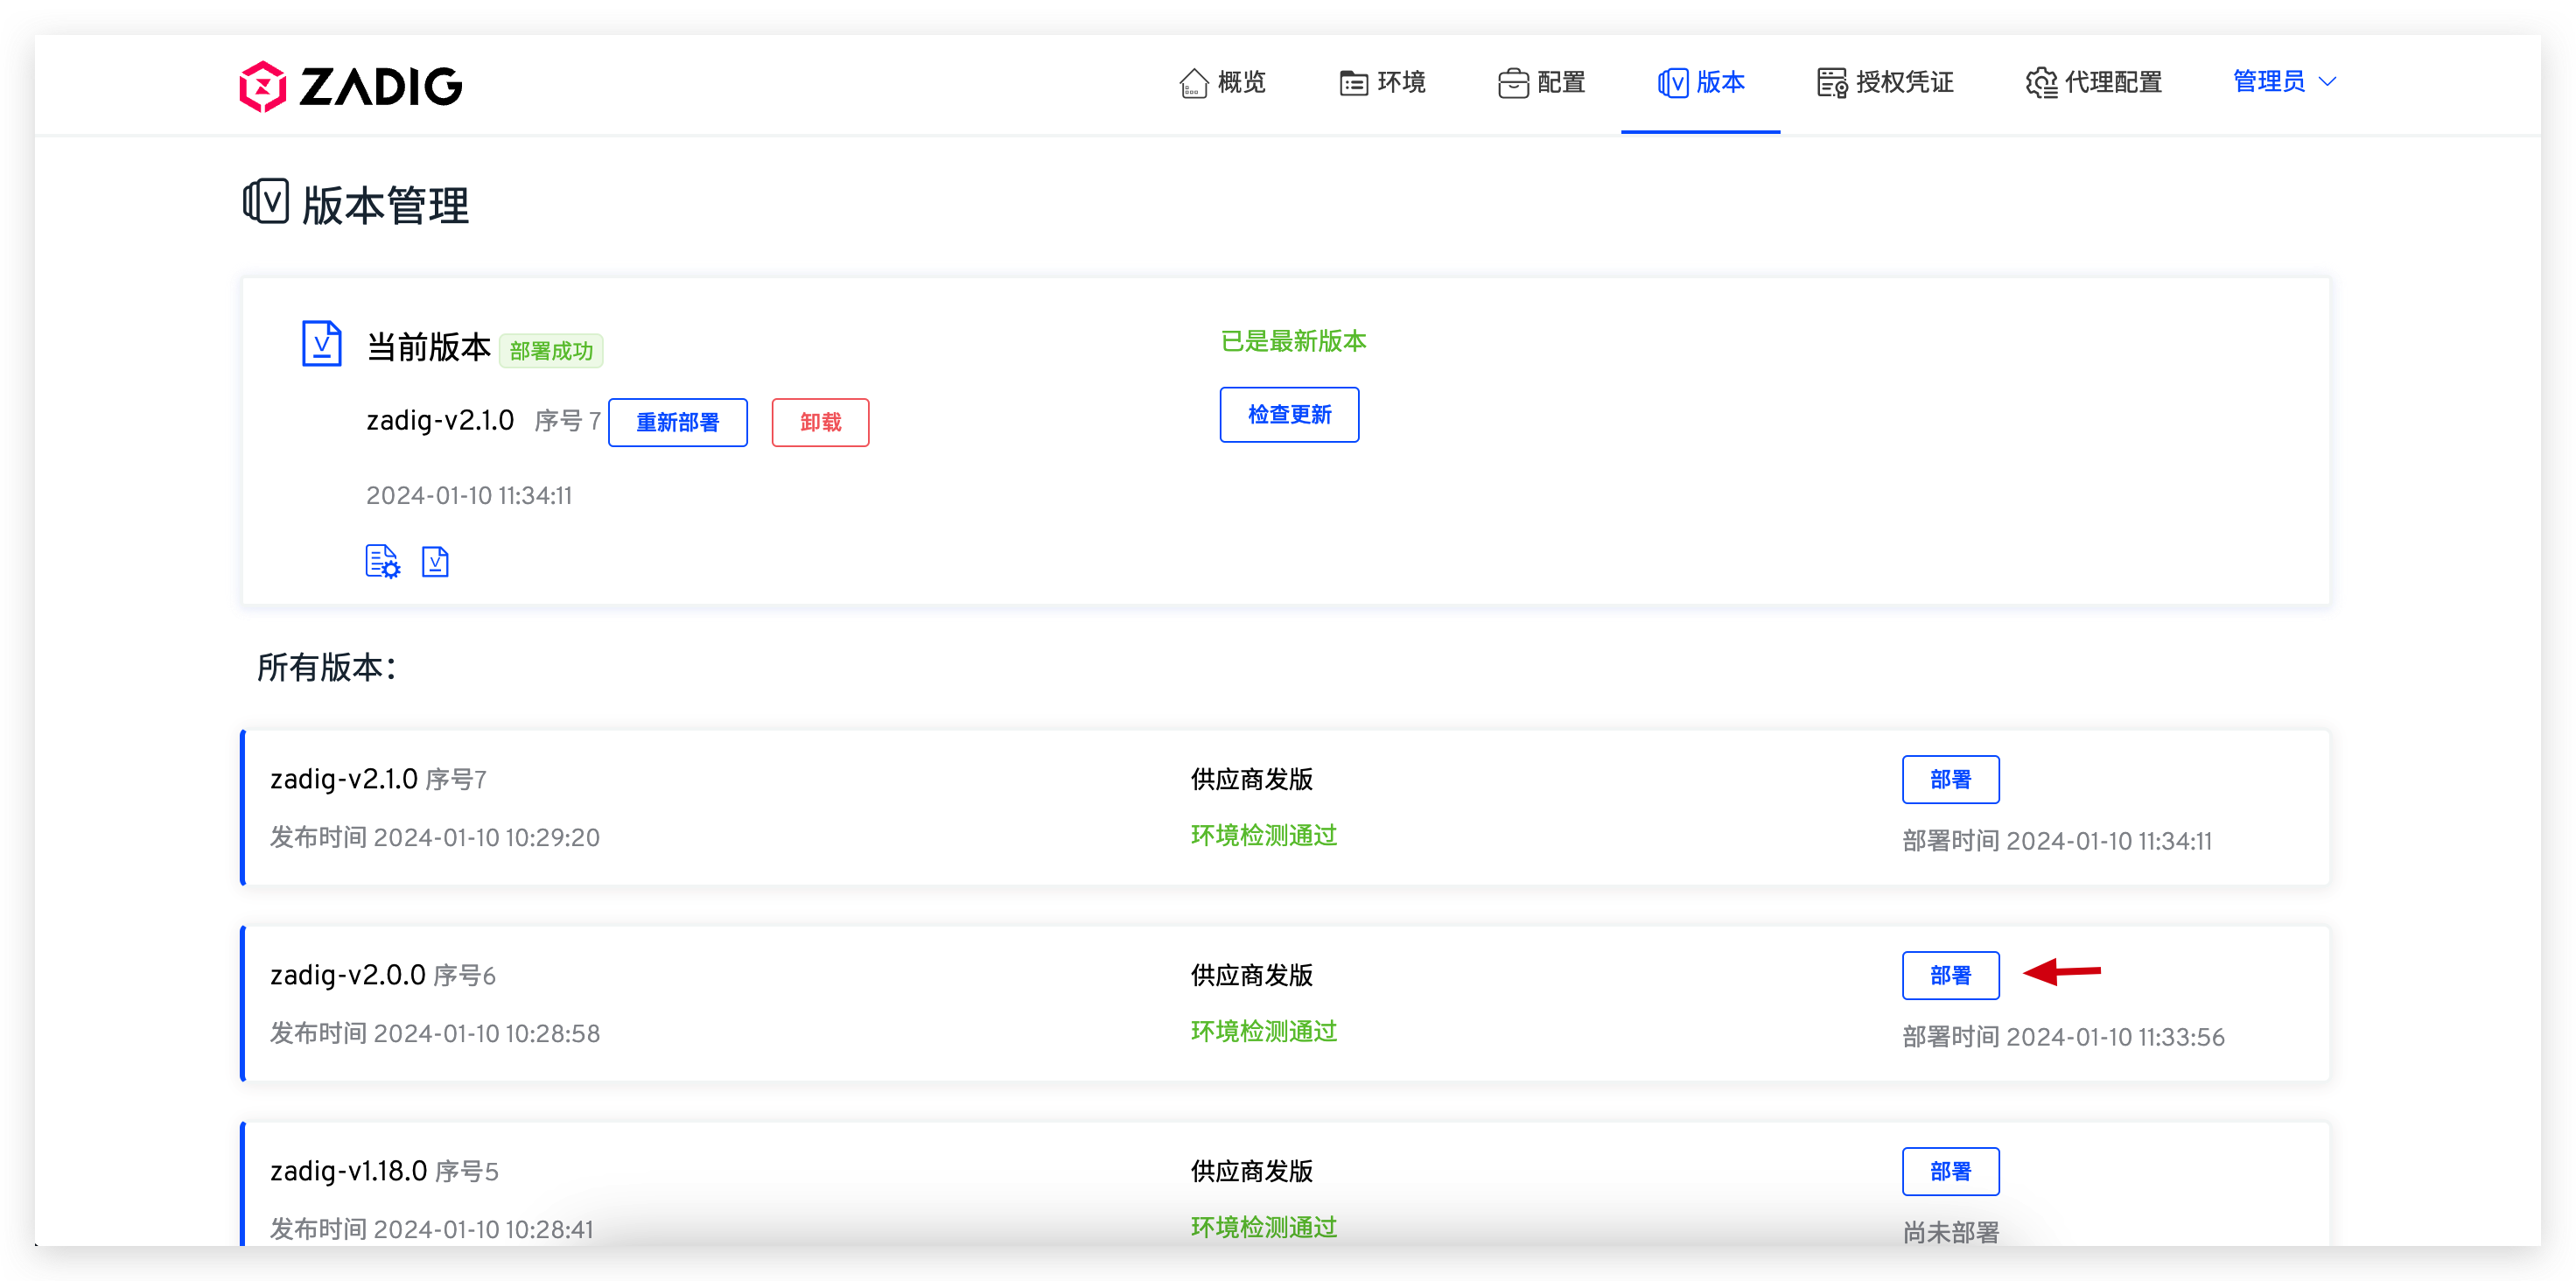 ZADIG
概览 环境 配置 版本 授权凭证 代理配置 管理员
版本管理
当前版本 部署成功 已是最新版本
zadig-v2.1.0 序号 7 重新部署 卸载 检查更新
2024-01-10 11:34:11
所有版本：
zadig-v2.1.0 序号7 供应商发版 部署
发布时间 2024-01-10 10:29:20 环境检测通过 部署时间 2024-01-10 11:34:11
zadig-v2.0.0 序号6 供应商发版 部署
发布时间 2024-01-10 10:28:58 环境检测通过 部署时间 2024-01-10 11:33:56
zadig-v1.18.0 序号5 供应商发版 部署
发布时间 2024-01-10 10:28:41 环境检测通过 尚未部署